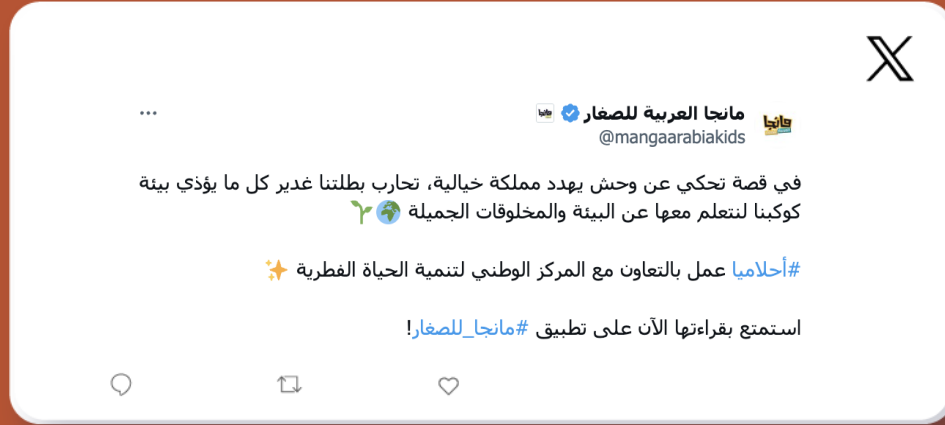 مانجا العربية للصغار
@mangaarabiakids
في قصة تحكي عن وحش يهدد مملكة خيالية، تحارب بطلتنا غدير كل ما يؤذي بيئة
كوكبنا لنتعلم معها عن البيئة والمخلوقات الجميلة 🌍🌱
#أحلاميا عمل بالتعاون مع المركز الوطني لتنمية الحياة الفطرية ✨
استمتع بقراءتها الآن على تطبيق #مانجا_للصغار!